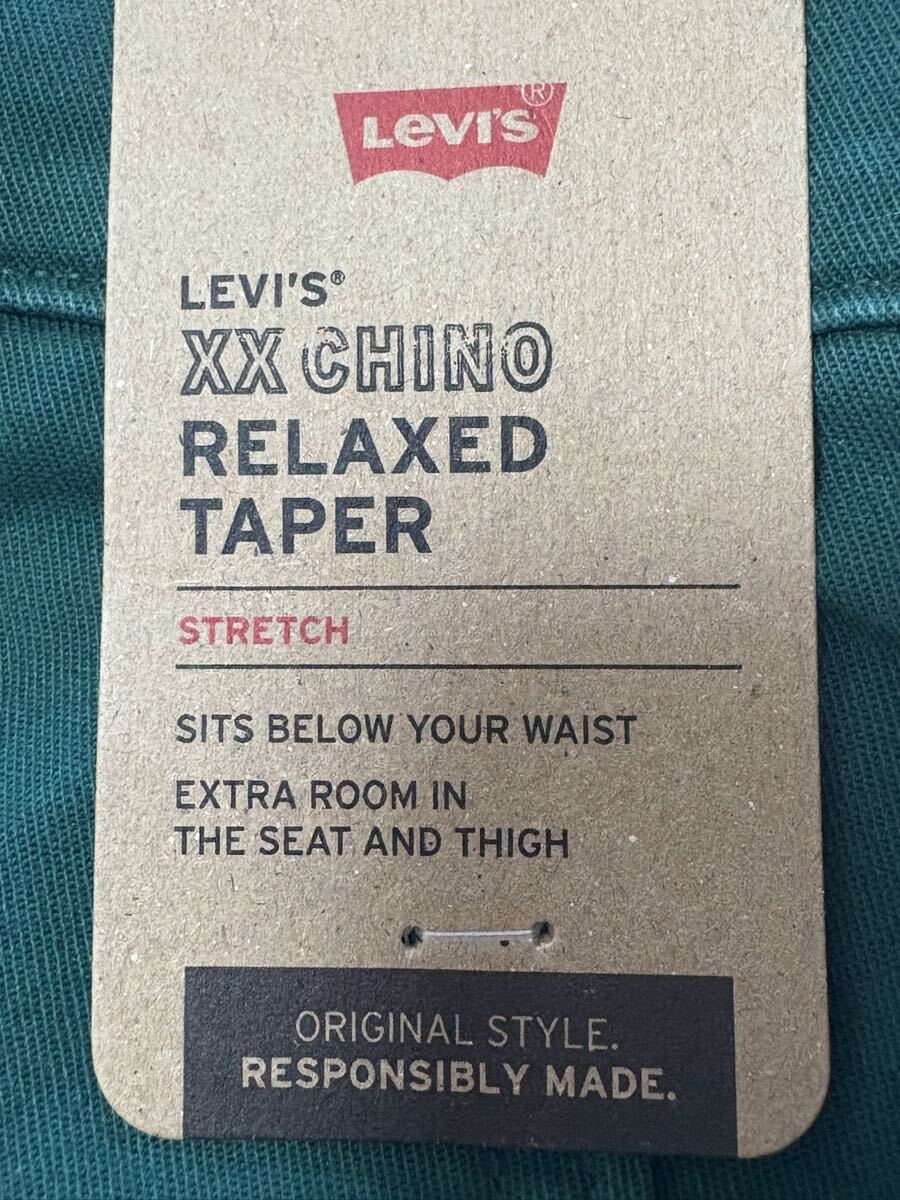 LEVI'S®
LEVI'S®
XX CHINO
RELAXED
TAPER
STRETCH
SITS BELOW YOUR WAIST
EXTRA ROOM IN
THE SEAT AND THIGH
ORIGINAL STYLE.
RESPONSIBLY MADE.